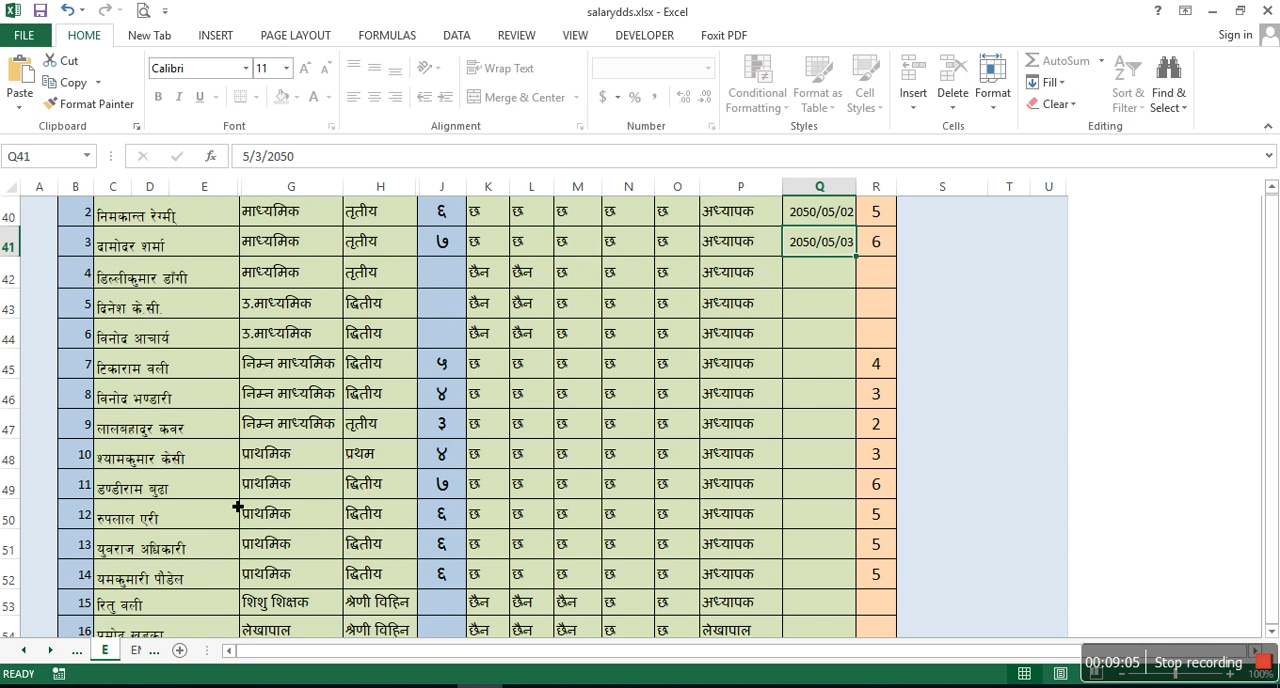 salarydds.xlsx - Excel
FILE HOME New Tab INSERT PAGE LAYOUT FORMULAS DATA REVIEW VIEW DEVELOPER Foxit PDF Sign in
Cut
Copy
Format Painter
Paste
Calibri 11
B I U
Wrap Text
Merge & Center
$ % ,
Conditional Formatting
Format as Table
Cell Styles
Insert Delete Format
AutoSum
Fill
Clear
Sort & Filter
Find & Select
Clipboard Font Alignment Number Styles Cells Editing
Q41 fx 5/3/2050
A B C D E G H J K L M N O P Q R S T U
40 2 निमकान्त रेग्मी माध्यमिक तृतीय ६ छ छ छ छ छ अध्यापक 2050/05/02 5
41 3 दामोदर शर्मा माध्यमिक तृतीय ७ छ छ छ छ छ अध्यापक 2050/05/03 6
42 4 डिल्लीकुमार डाँगी माध्यमिक तृतीय छैन छैन छ छ छ अध्यापक
43 5 दिनेश के.सी. उ.माध्यमिक द्धितीय छैन छैन छ छ छ अध्यापक
44 6 विनोद आचार्य उ.माध्यमिक द्धितीय छैन छैन छ छ छ अध्यापक
45 7 टिकाराम वली निम्न माध्यमिक द्धितीय ५ छ छ छ छ छ अध्यापक 4
46 8 विनोद भण्डारी निम्न माध्यमिक द्धितीय ४ छ छ छ छ छ अध्यापक 3
47 9 लालवहादुर कवर निम्न माध्यमिक तृतीय ३ छ छ छ छ छ अध्यापक 2
48 10 श्यामकुमार केसी प्राथमिक प्रथम ४ छ छ छ छ छ अध्यापक 3
49 11 डण्डीराम बुढा प्राथमिक द्धितीय ७ छ छ छ छ छ अध्यापक 6
50 12 रुपलाल एरी प्राथमिक द्धितीय ६ छ छ छ छ छ अध्यापक 5
51 13 युवराज अधिकारी प्राथमिक द्धितीय ६ छ छ छ छ छ अध्यापक 5
52 14 यमकुमारी पौडेल प्राथमिक द्धितीय ६ छ छ छ छ छ अध्यापक 5
53 15 रितु वली शिशु शिक्षक श्रेणी विहिन छैन छैन छैन छ छ अध्यापक
54 16 प्रमोद खड्का लेखापाल श्रेणी विहिन छैन छैन छैन छ छ लेखापाल
... E EN ...
00:09:05 Stop recording
READY 100%